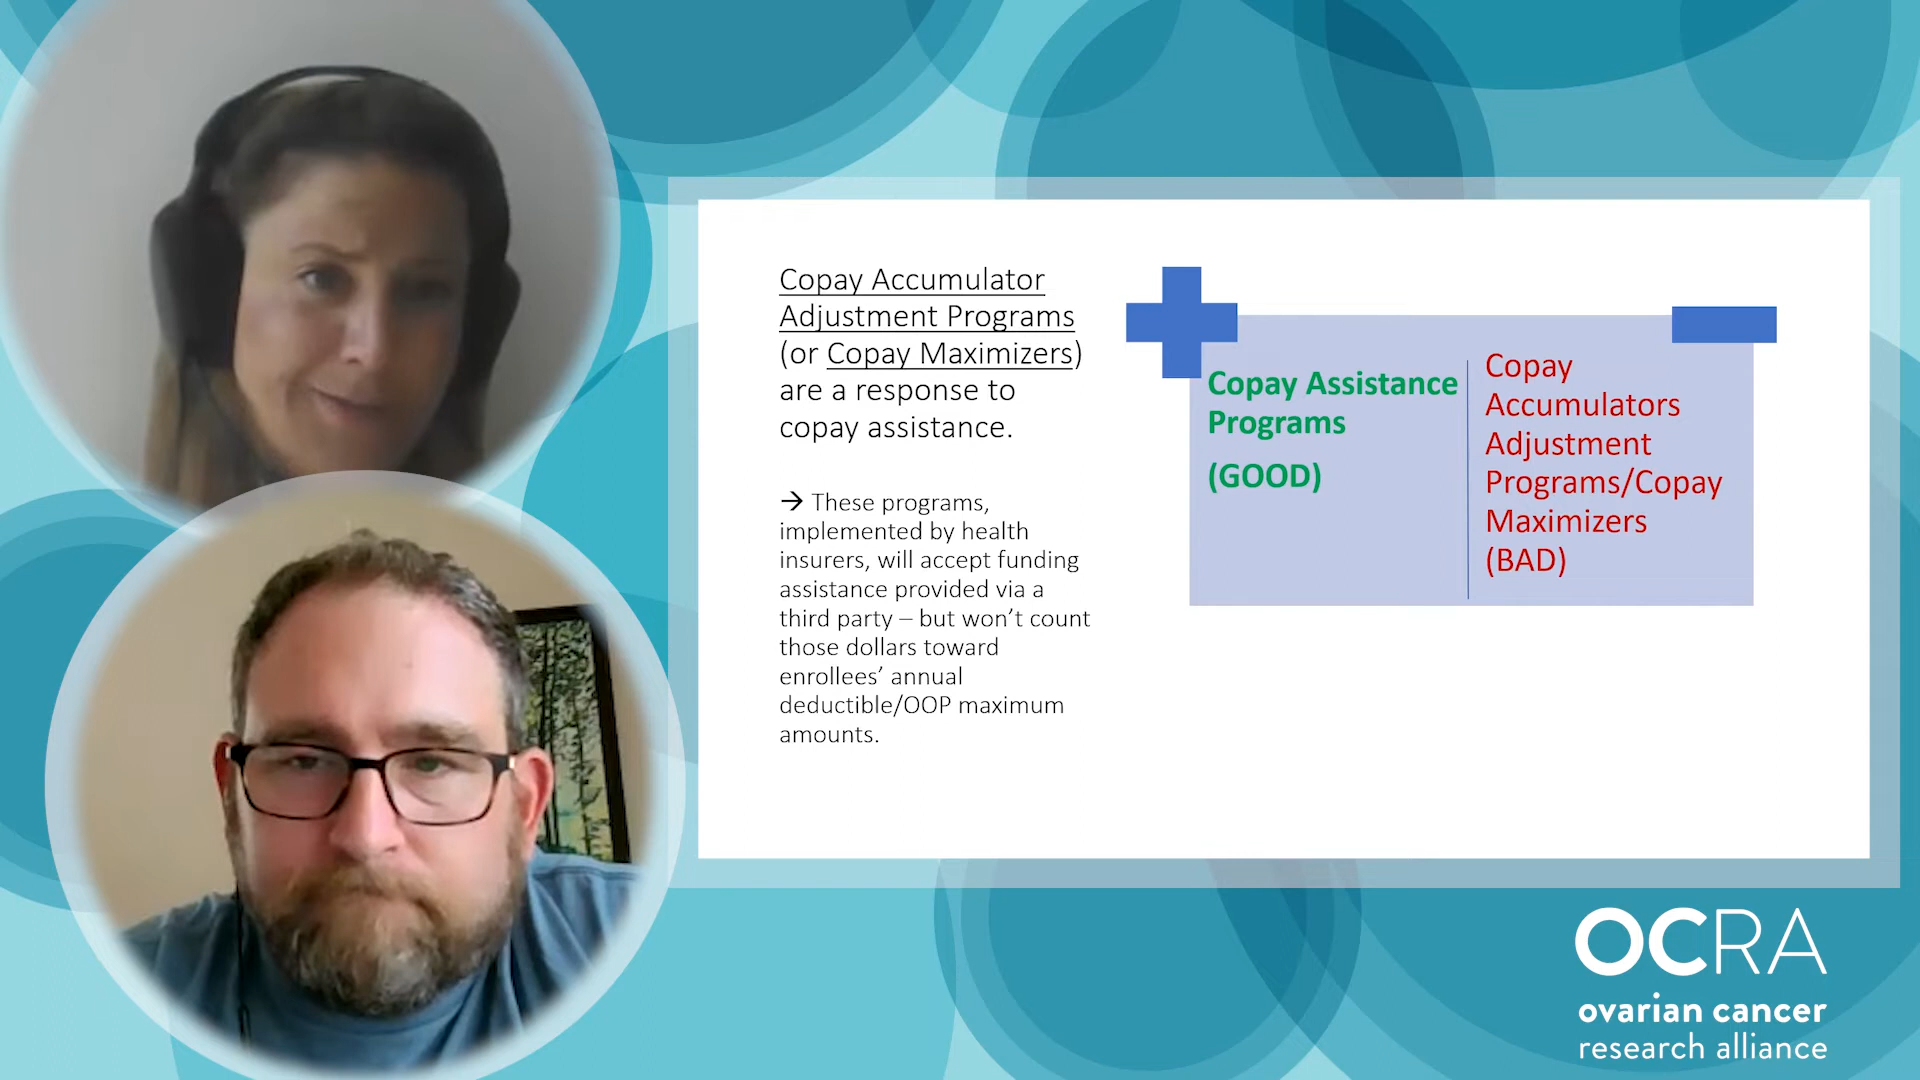 Copay Accumulator
Adjustment Programs
(or Copay Maximizers)
are a response to
copay assistance.
→ These programs,
implemented by health
insurers, will accept funding
assistance provided via a
third party – but won’t count
those dollars toward
enrollees’ annual
deductible/OOP maximum
amounts.
Copay Assistance
Programs
(GOOD)
Copay
Accumulators
Adjustment
Programs/Copay
Maximizers
(BAD)
OCRA
ovarian cancer
research alliance